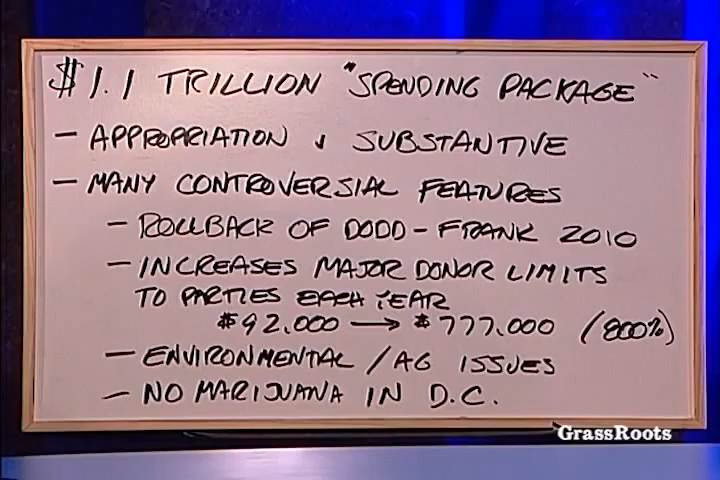 $1.1 TRILLION "SPENDING PACKAGE"
- APPROPRIATION & SUBSTANTIVE
- MANY CONTROVERSIAL FEATURES
- ROLLBACK OF DODD-FRANK 2010
- INCREASES MAJOR DONOR LIMITS
TO PARTIES EACH YEAR
$92.000 → $777.000 (800%)
- ENVIRONMENTAL / AG ISSUES
- NO MARIJUANA IN D.C.
GrassRoots